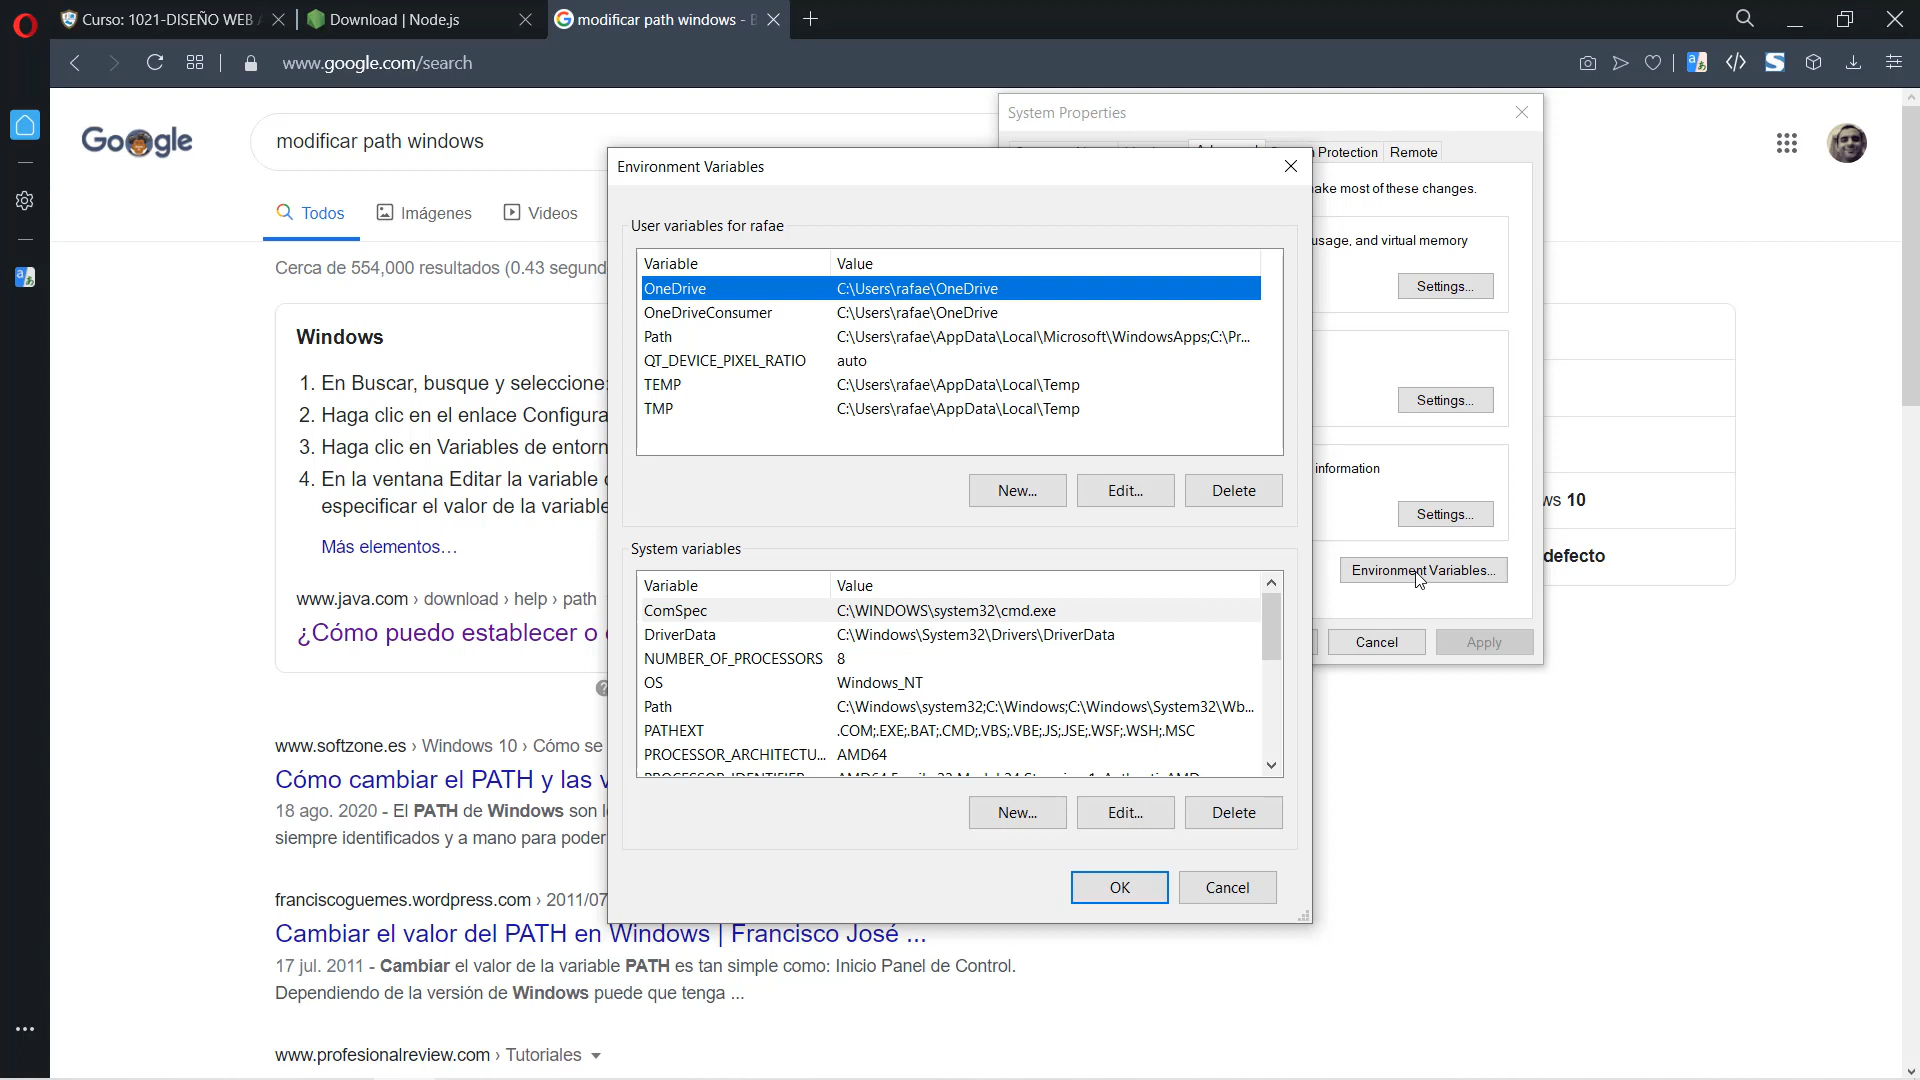 Curso: 1021-DISEÑO WEB
Download | Node.js
modificar path windows -
www.google.com/search
Google
modificar path windows
Todos
Imágenes
Videos
Cerca de 554,000 resultados (0.43 segund
Windows
1. En Buscar, busque y seleccione:
2. Haga clic en el enlace Configura
3. Haga clic en Variables de entorn
4. En la ventana Editar la variable
especificar el valor de la variable
Más elementos…
www.java.com › download › help › path
¿Cómo puedo establecer o
www.softzone.es › Windows 10 › Cómo se
Cómo cambiar el PATH y las v
18 ago. 2020 - El PATH de Windows son l
siempre identificados y a mano para poder
franciscoguemes.wordpress.com › 2011/07
Cambiar el valor del PATH en Windows | Francisco José ...
17 jul. 2011 - Cambiar el valor de la variable PATH es tan simple como: Inicio Panel de Control.
Dependiendo de la versión de Windows puede que tenga ...
www.profesionalreview.com › Tutoriales
System Properties
Protection
Remote
ake most of these changes.
usage, and virtual memory
Settings...
Settings...
information
Settings...
Environment Variables...
Cancel
Apply
ws 10
defecto
Environment Variables
User variables for rafae
Variable Value
OneDrive C:\Users\rafae\OneDrive
OneDriveConsumer C:\Users\rafae\OneDrive
Path C:\Users\rafae\AppData\Local\Microsoft\WindowsApps;C:\Pr...
QT_DEVICE_PIXEL_RATIO auto
TEMP C:\Users\rafae\AppData\Local\Temp
TMP C:\Users\rafae\AppData\Local\Temp
New... Edit... Delete
System variables
Variable Value
ComSpec C:\WINDOWS\system32\cmd.exe
DriverData C:\Windows\System32\Drivers\DriverData
NUMBER_OF_PROCESSORS 8
OS Windows_NT
Path C:\Windows\system32;C:\Windows;C:\Windows\System32\Wb...
PATHEXT .COM;.EXE;.BAT;.CMD;.VBS;.VBE;.JS;.JSE;.WSF;.WSH;.MSC
PROCESSOR_ARCHITECTU... AMD64
New... Edit... Delete
OK Cancel